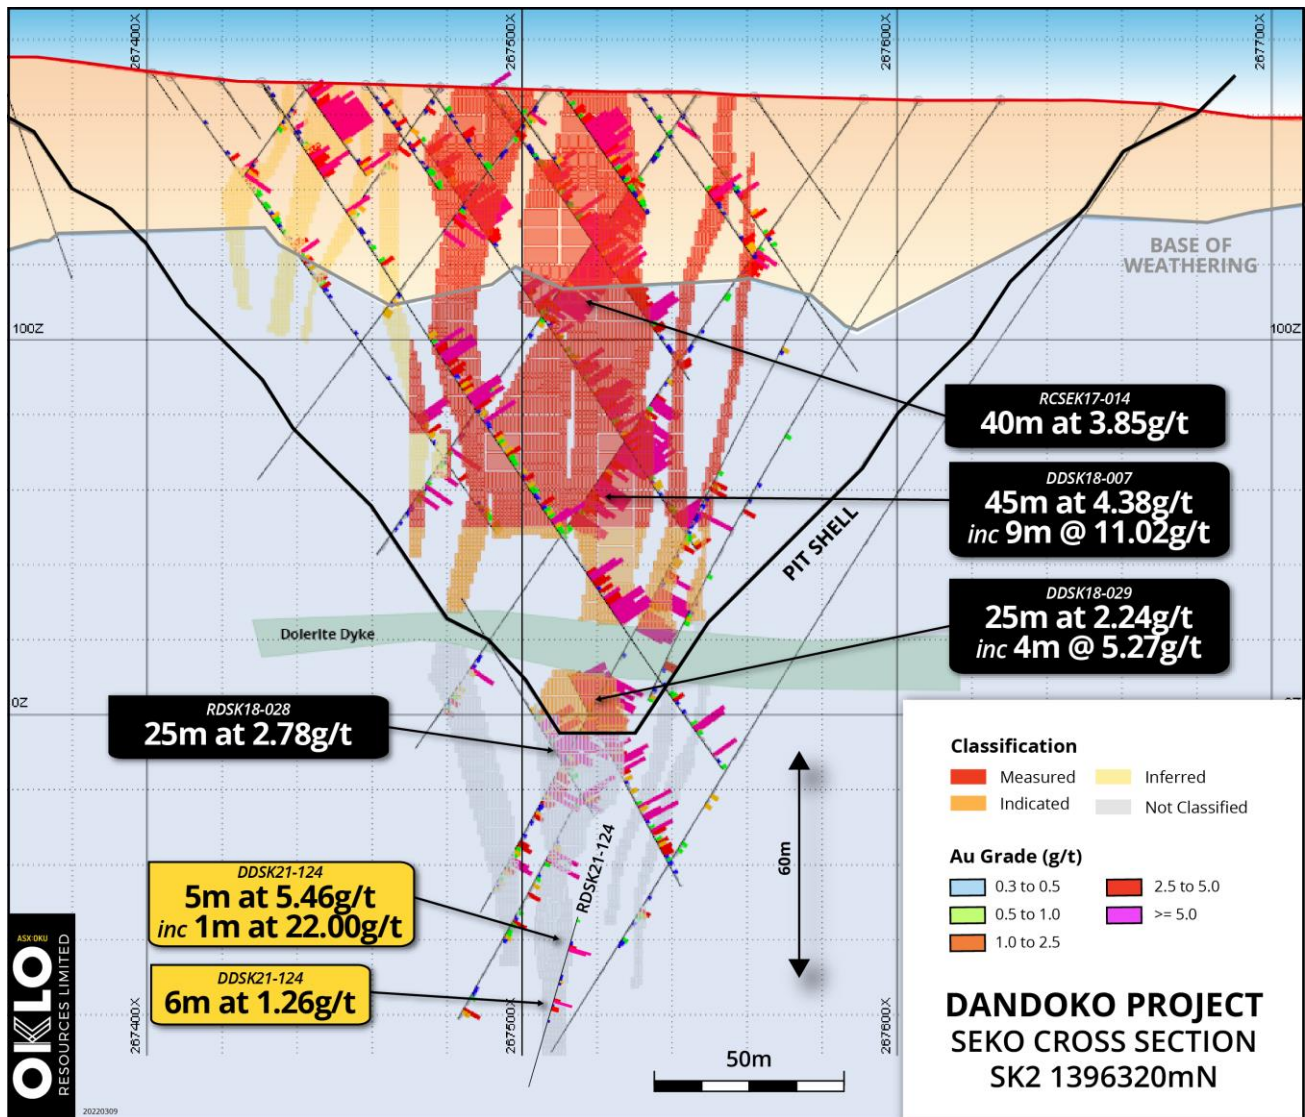 267400X
267500X
267600X
267700X
BASE OF
WEATHERING
100Z
100Z
RCSEK17-014
40m at 3.85g/t
DDSK18-007
45m at 4.38g/t
inc 9m @ 11.02g/t
PIT SHELL
DDSK18-029
25m at 2.24g/t
inc 4m @ 5.27g/t
Dolerite Dyke
0Z
RDSK18-028
25m at 2.78g/t
RDSK21-124
60m
DDSK21-124
5m at 5.46g/t
inc 1m at 22.00g/t
DDSK21-124
6m at 1.26g/t
267400X
267500X
267600X
50m
Classification
Measured
Inferred
Indicated
Not Classified
Au Grade (g/t)
0.3 to 0.5
2.5 to 5.0
0.5 to 1.0
>= 5.0
1.0 to 2.5
DANDOKO PROJECT
SEKO CROSS SECTION
SK2 1396320mN
ASX:OKU
OKLO
RESOURCES LIMITED
20220309